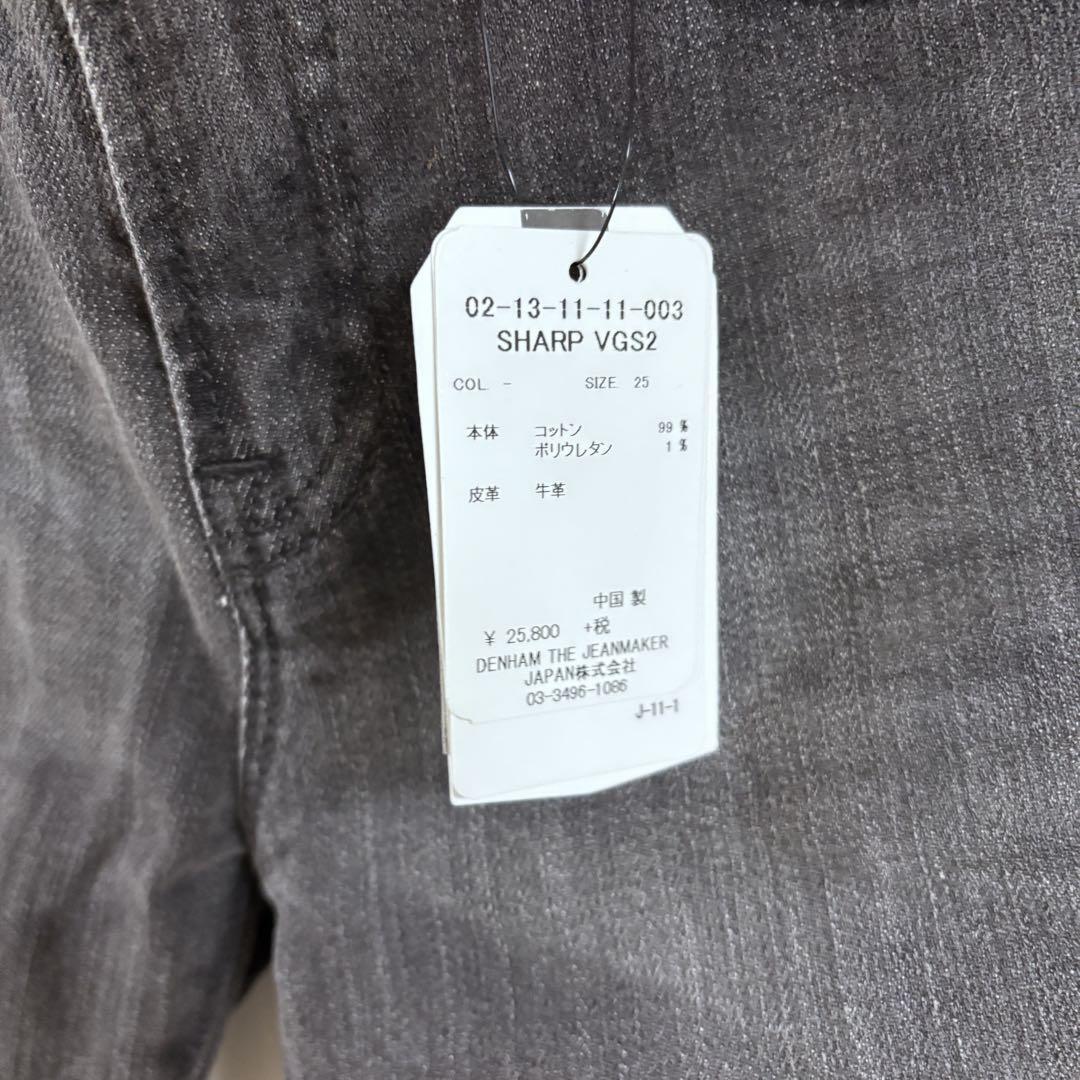 02-13-11-11-003
SHARP VGS2
COL. - SIZE. 25
本体 コットン 99 %
ポリウレタン 1 %
皮革 牛革
中国 製
¥ 25,800 +税
DENHAM THE JEANMAKER
JAPAN株式会社
03-3496-1086
J-11-1